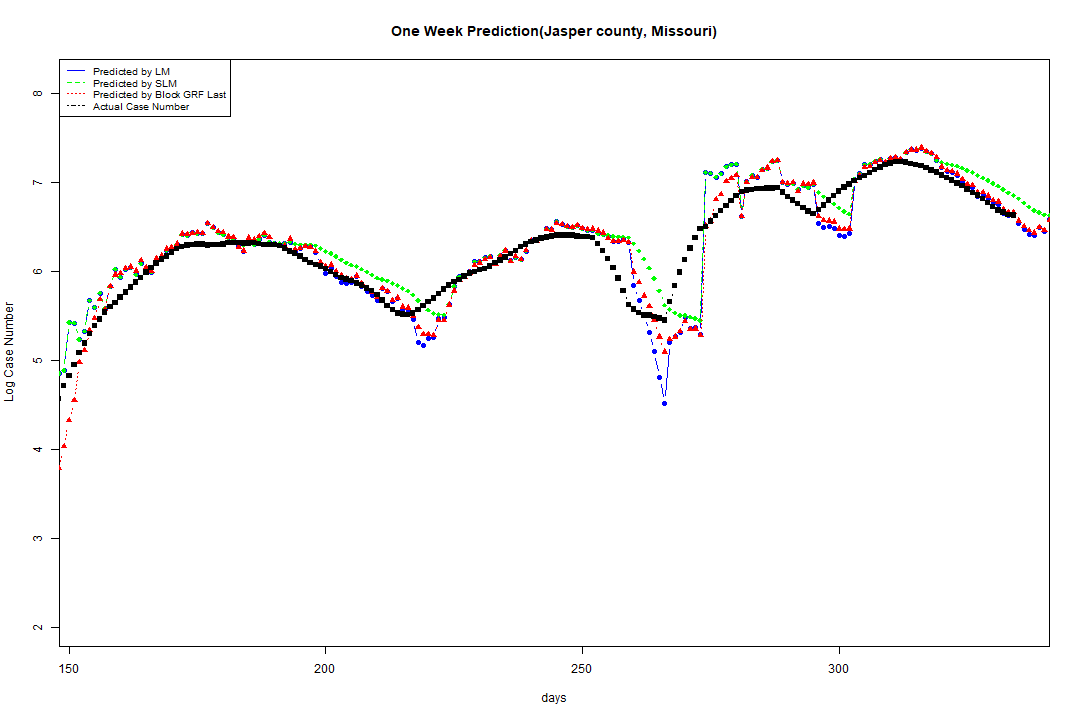 One Week Prediction(Jasper county, Missouri)
Predicted by LM
Predicted by SLM
Predicted by Block GRF Last
Actual Case Number
8
7
6
5
4
3
2
Log Case Number
150 200 250 300
days